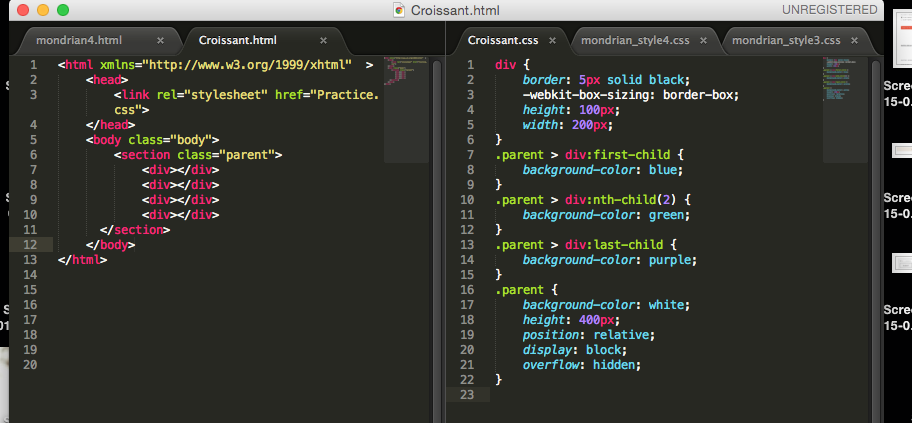 Croissant.html
UNREGISTERED
mondrian4.html ×
Croissant.html ×
1 <html xmlns="http://www.w3.org/1999/xhtml" >
2 <head>
3 <link rel="stylesheet" href="Practice.
css">
4 </head>
5 <body class="body">
6 <section class="parent">
7 <div></div>
8 <div></div>
9 <div></div>
10 <div></div>
11 </section>
12 </body>
13 </html>
14
15
16
17
18
19
20
Croissant.css ×
mondrian_style4.css ×
mondrian_style3.css ×
1 div {
2 border: 5px solid black;
3 -webkit-box-sizing: border-box;
4 height: 100px;
5 width: 200px;
6 }
7 .parent > div:first-child {
8 background-color: blue;
9 }
10 .parent > div:nth-child(2) {
11 background-color: green;
12 }
13 .parent > div:last-child {
14 background-color: purple;
15 }
16 .parent {
17 background-color: white;
18 height: 400px;
19 position: relative;
20 display: block;
21 overflow: hidden;
22 }
23
Scree
15-0.
Scree
15-0.
Scree
15-0.